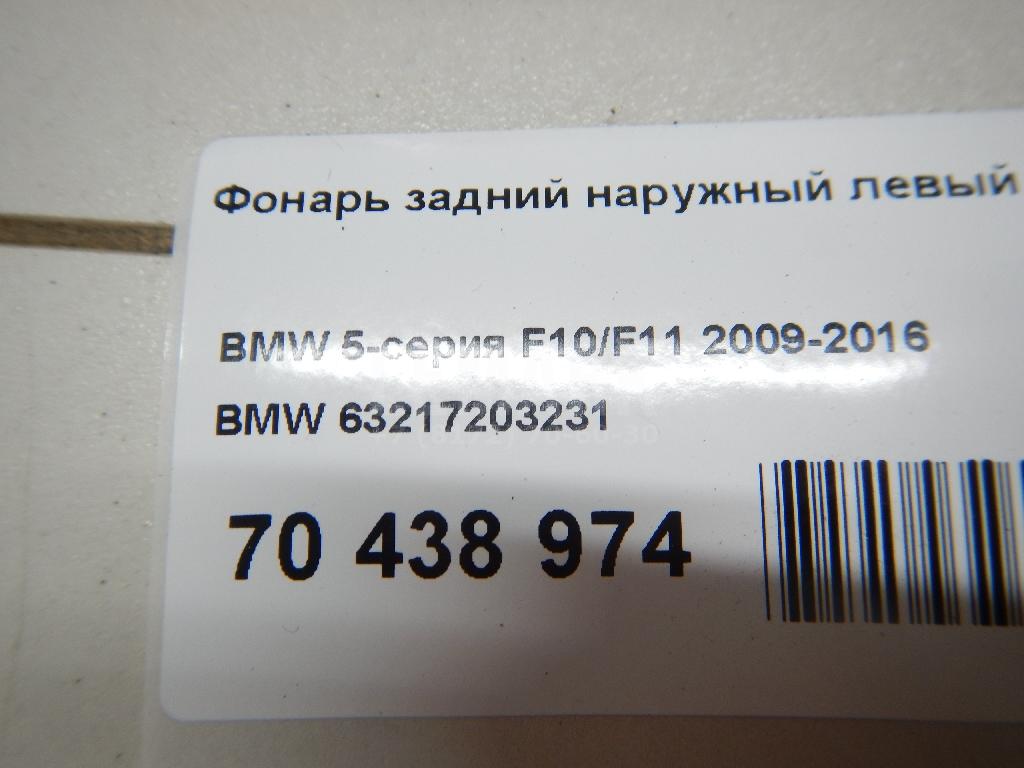 Фонарь задний наружный левый
BMW 5-серия F10/F11 2009-2016
BMW 63217203231
70 438 974